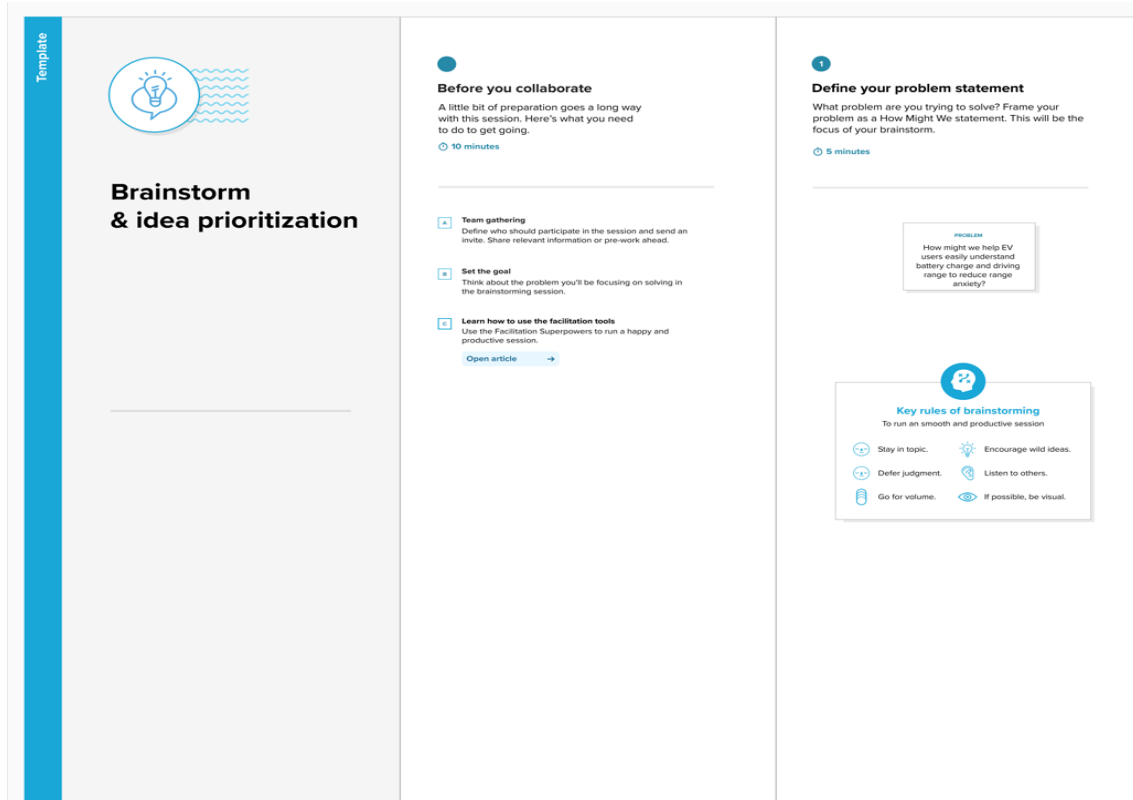 Template
Brainstorm
& idea prioritization
Before you collaborate
A little bit of preparation goes a long way
with this session. Here's what you need
to do to get going.
10 minutes
A
Team gathering
Define who should participate in the session and send an
invite. Share relevant information or pre-work ahead.
B
Set the goal
Think about the problem you'll be focusing on solving in
the brainstorming session.
C
Learn how to use the facilitation tools
Use the Facilitation Superpowers to run a happy and
productive session.
Open article
1
Define your problem statement
What problem are you trying to solve? Frame your
problem as a How Might We statement. This will be the
focus of your brainstorm.
5 minutes
PROBLEM
How might we help EV
users easily understand
battery charge and driving
range to reduce range
anxiety?
Key rules of brainstorming
To run an smooth and productive session
Stay in topic.
Encourage wild ideas.
Defer judgment.
Listen to others.
Go for volume.
If possible, be visual.